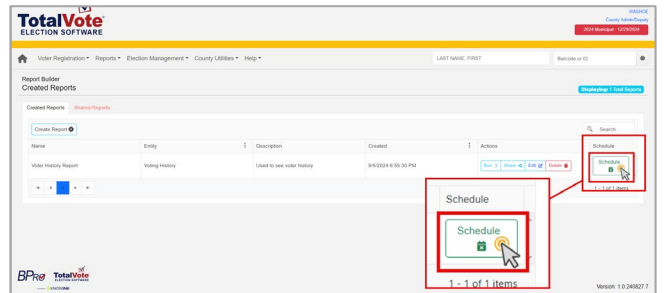 TotalVote
ELECTION SOFTWARE
WASHOE
County Admin/Deputy
2024 Municipal - 12/29/2024
Voter Registration Reports Election Management County Utilities Help
LAST NAME, FIRST
Barcode or ID
Report Builder
Created Reports
Displaying: 1 Total Reports
Created Reports Shared Reports
Create Report
Search...
Name Entity Description Created Actions Schedule
Voter History Report Voting History Used to see voter history 9/6/2024 6:55:30 PM Run Share Edit Delete Schedule
1
1 - 1 of 1 items
Schedule
Schedule
1 - 1 of 1 items
BPro TotalVote
ELECTION SOFTWARE
KNOWiNK
Version: 1.0.240827.7